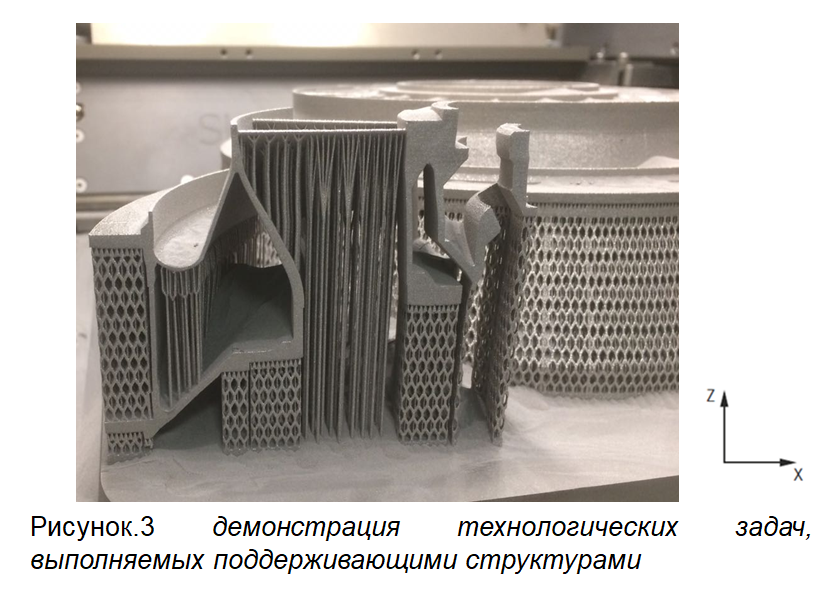 Z
X
Рисунок.3 демонстрация технологических задач,
выполняемых поддерживающими структурами